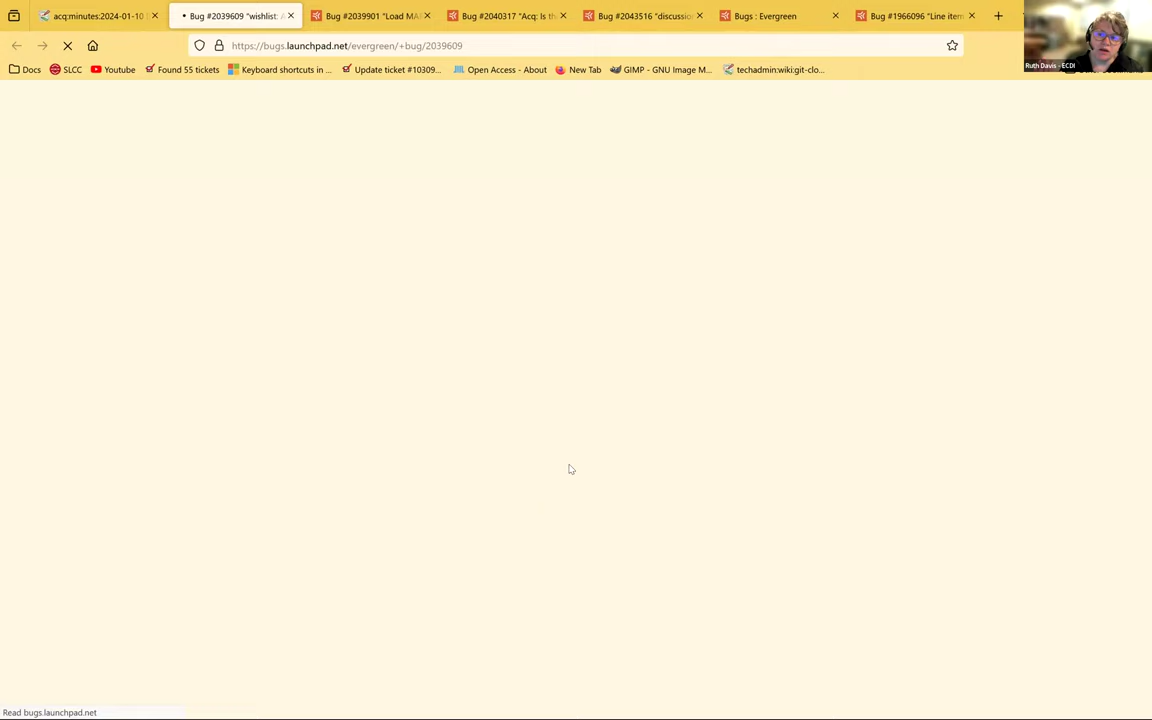 acq:minutes:2024-01-10
Bug #2039609 "wishlist: A
Bug #2039901 "Load MA
Bug #2040317 "Acq: Is th
Bug #2043516 "discussio
Bugs : Evergreen
Bug #1966096 "Line item
https://bugs.launchpad.net/evergreen/+bug/2039609
Docs
SLCC
Youtube
Found 55 tickets
Keyboard shortcuts in ...
Update ticket #10309...
Open Access - About
New Tab
GIMP - GNU Image M...
techadmin:wiki:git-clo...
Ruth Davis - ECDI
Read bugs.launchpad.net